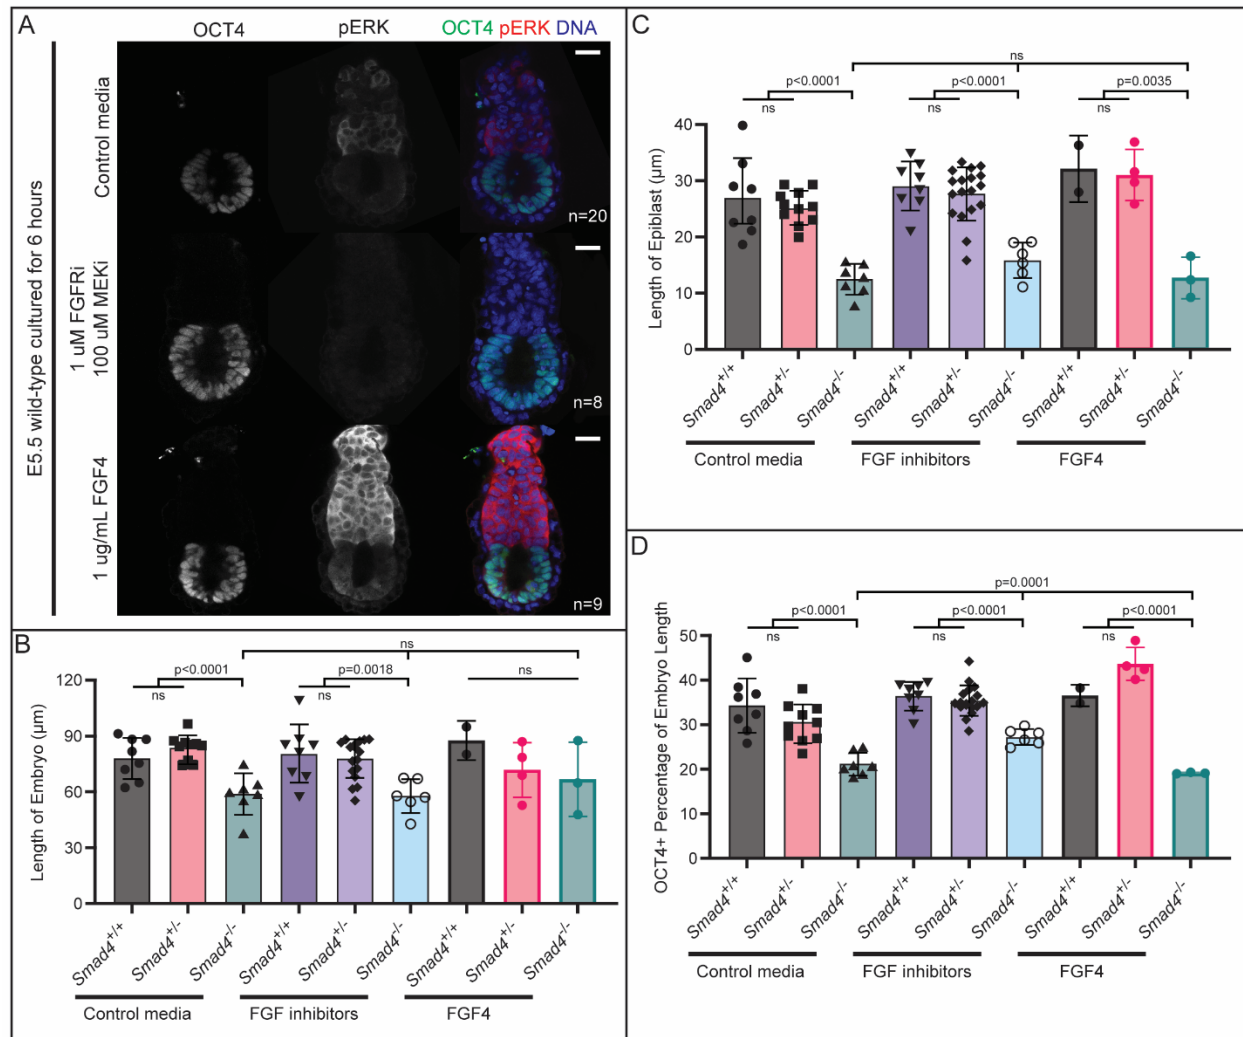 A
OCT4 pERK OCT4 pERK DNA
E5.5 wild-type cultured for 6 hours
Control media
n=20
1 uM FGFRi
100 uM MEKi
n=8
1 ug/mL FGF4
n=9
B
ns
p<0.0001 p=0.0018 ns
ns ns
Length of Embryo (µm)
120
90
60
30
0
Smad4+/+ Smad4+/- Smad4-/- Smad4+/+ Smad4+/- Smad4-/- Smad4+/+ Smad4+/- Smad4-/-
Control media FGF inhibitors FGF4
C
ns
p<0.0001 p<0.0001 p=0.0035
ns ns ns
Length of Epiblast (µm)
40
30
20
10
0
Smad4+/+ Smad4+/- Smad4-/- Smad4+/+ Smad4+/- Smad4-/- Smad4+/+ Smad4+/- Smad4-/-
Control media FGF inhibitors FGF4
D
p=0.0001
p<0.0001 p<0.0001 p<0.0001
ns ns ns
OCT4+ Percentage of Embryo Length
50
40
30
20
10
0
Smad4+/+ Smad4+/- Smad4-/- Smad4+/+ Smad4+/- Smad4-/- Smad4+/+ Smad4+/- Smad4-/-
Control media FGF inhibitors FGF4